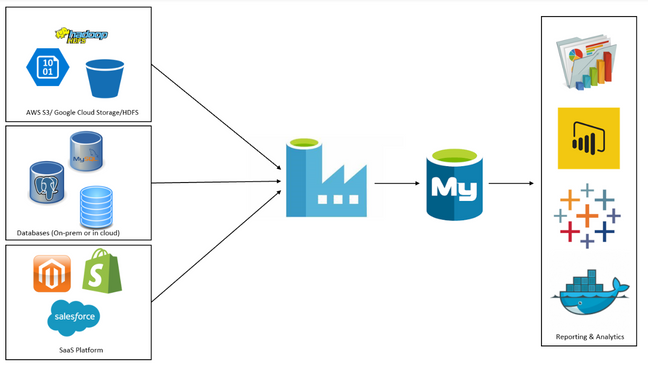 hadoop
HDFS
10
01
AWS S3/ Google Cloud Storage/HDFS
MySQL
Databases (On-prem or in cloud)
salesforce
SaaS Platform
My
Reporting & Analytics